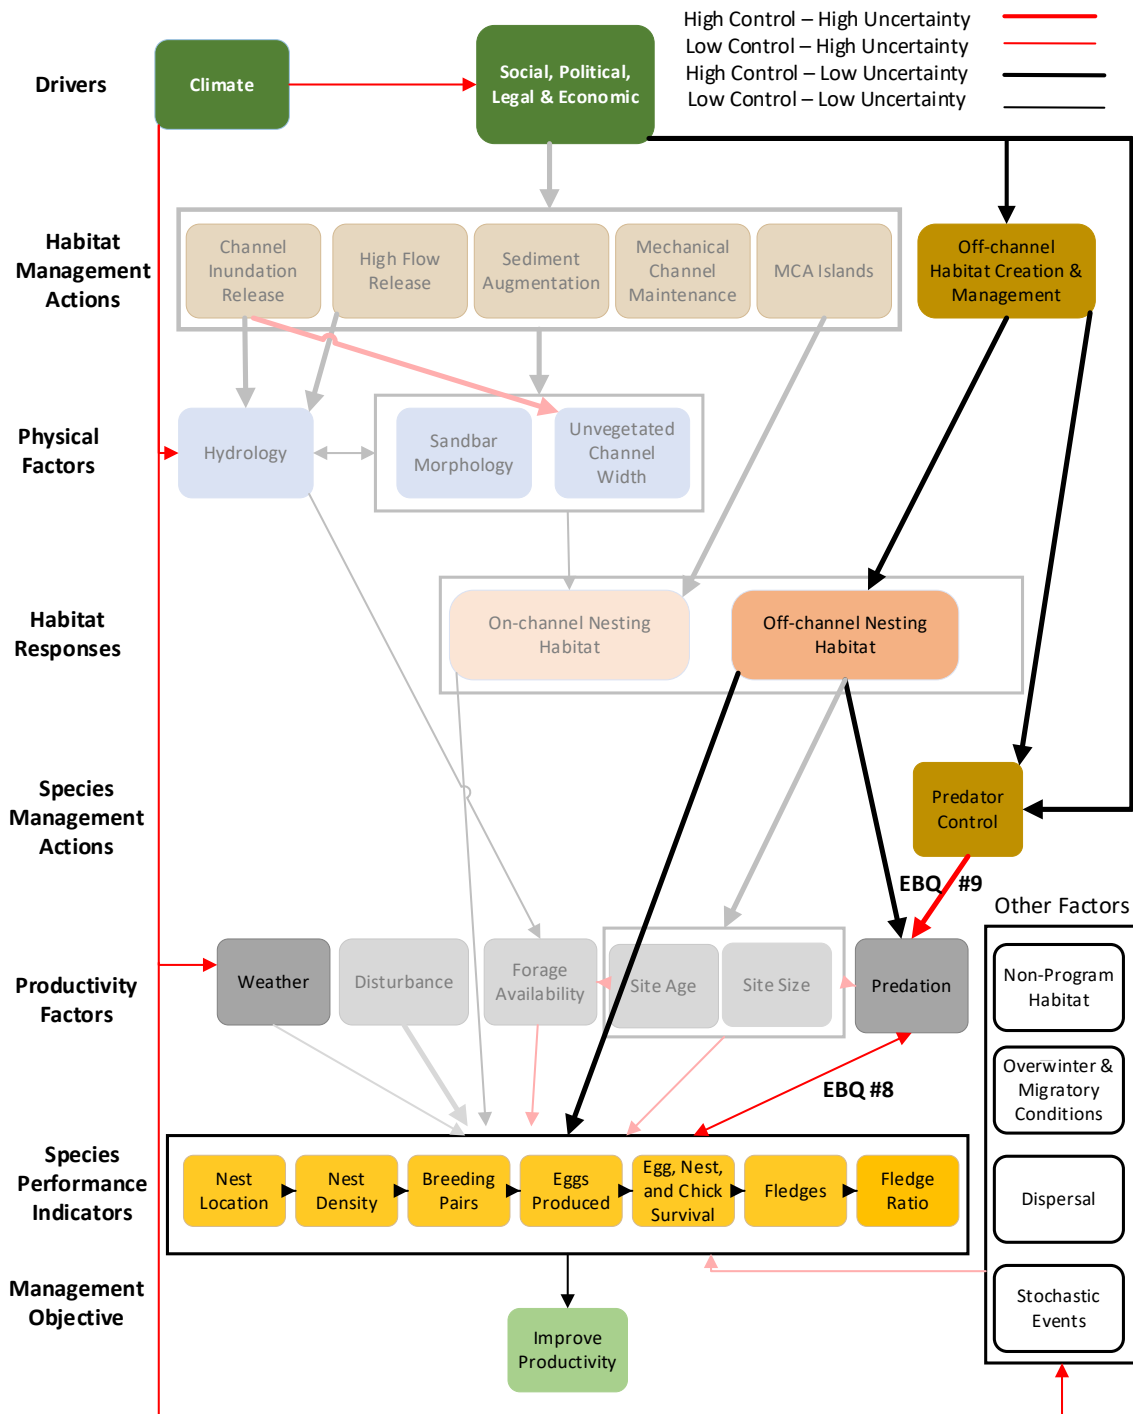 High Control – High Uncertainty
Low Control – High Uncertainty
High Control – Low Uncertainty
Low Control – Low Uncertainty
Drivers
Climate
Social, Political,
Legal & Economic
Habitat
Management
Actions
Channel
Inundation
Release
High Flow
Release
Sediment
Augmentation
Mechanical
Channel
Maintenance
MCA Islands
Off-channel
Habitat Creation &
Management
Physical
Factors
Hydrology
Sandbar
Morphology
Unvegetated
Channel
Width
Habitat
Responses
On-channel Nesting
Habitat
Off-channel Nesting
Habitat
Species
Management
Actions
Predator
Control
EBQ #9
Other Factors
Productivity
Factors
Weather
Disturbance
Forage
Availability
Site Age
Site Size
Predation
Non-Program
Habitat
Overwinter &
Migratory
Conditions
Dispersal
Stochastic
Events
EBQ #8
Species
Performance
Indicators
Nest
Location
Nest
Density
Breeding
Pairs
Eggs
Produced
Egg, Nest,
and Chick
Survival
Fledges
Fledge
Ratio
Management
Objective
Improve
Productivity